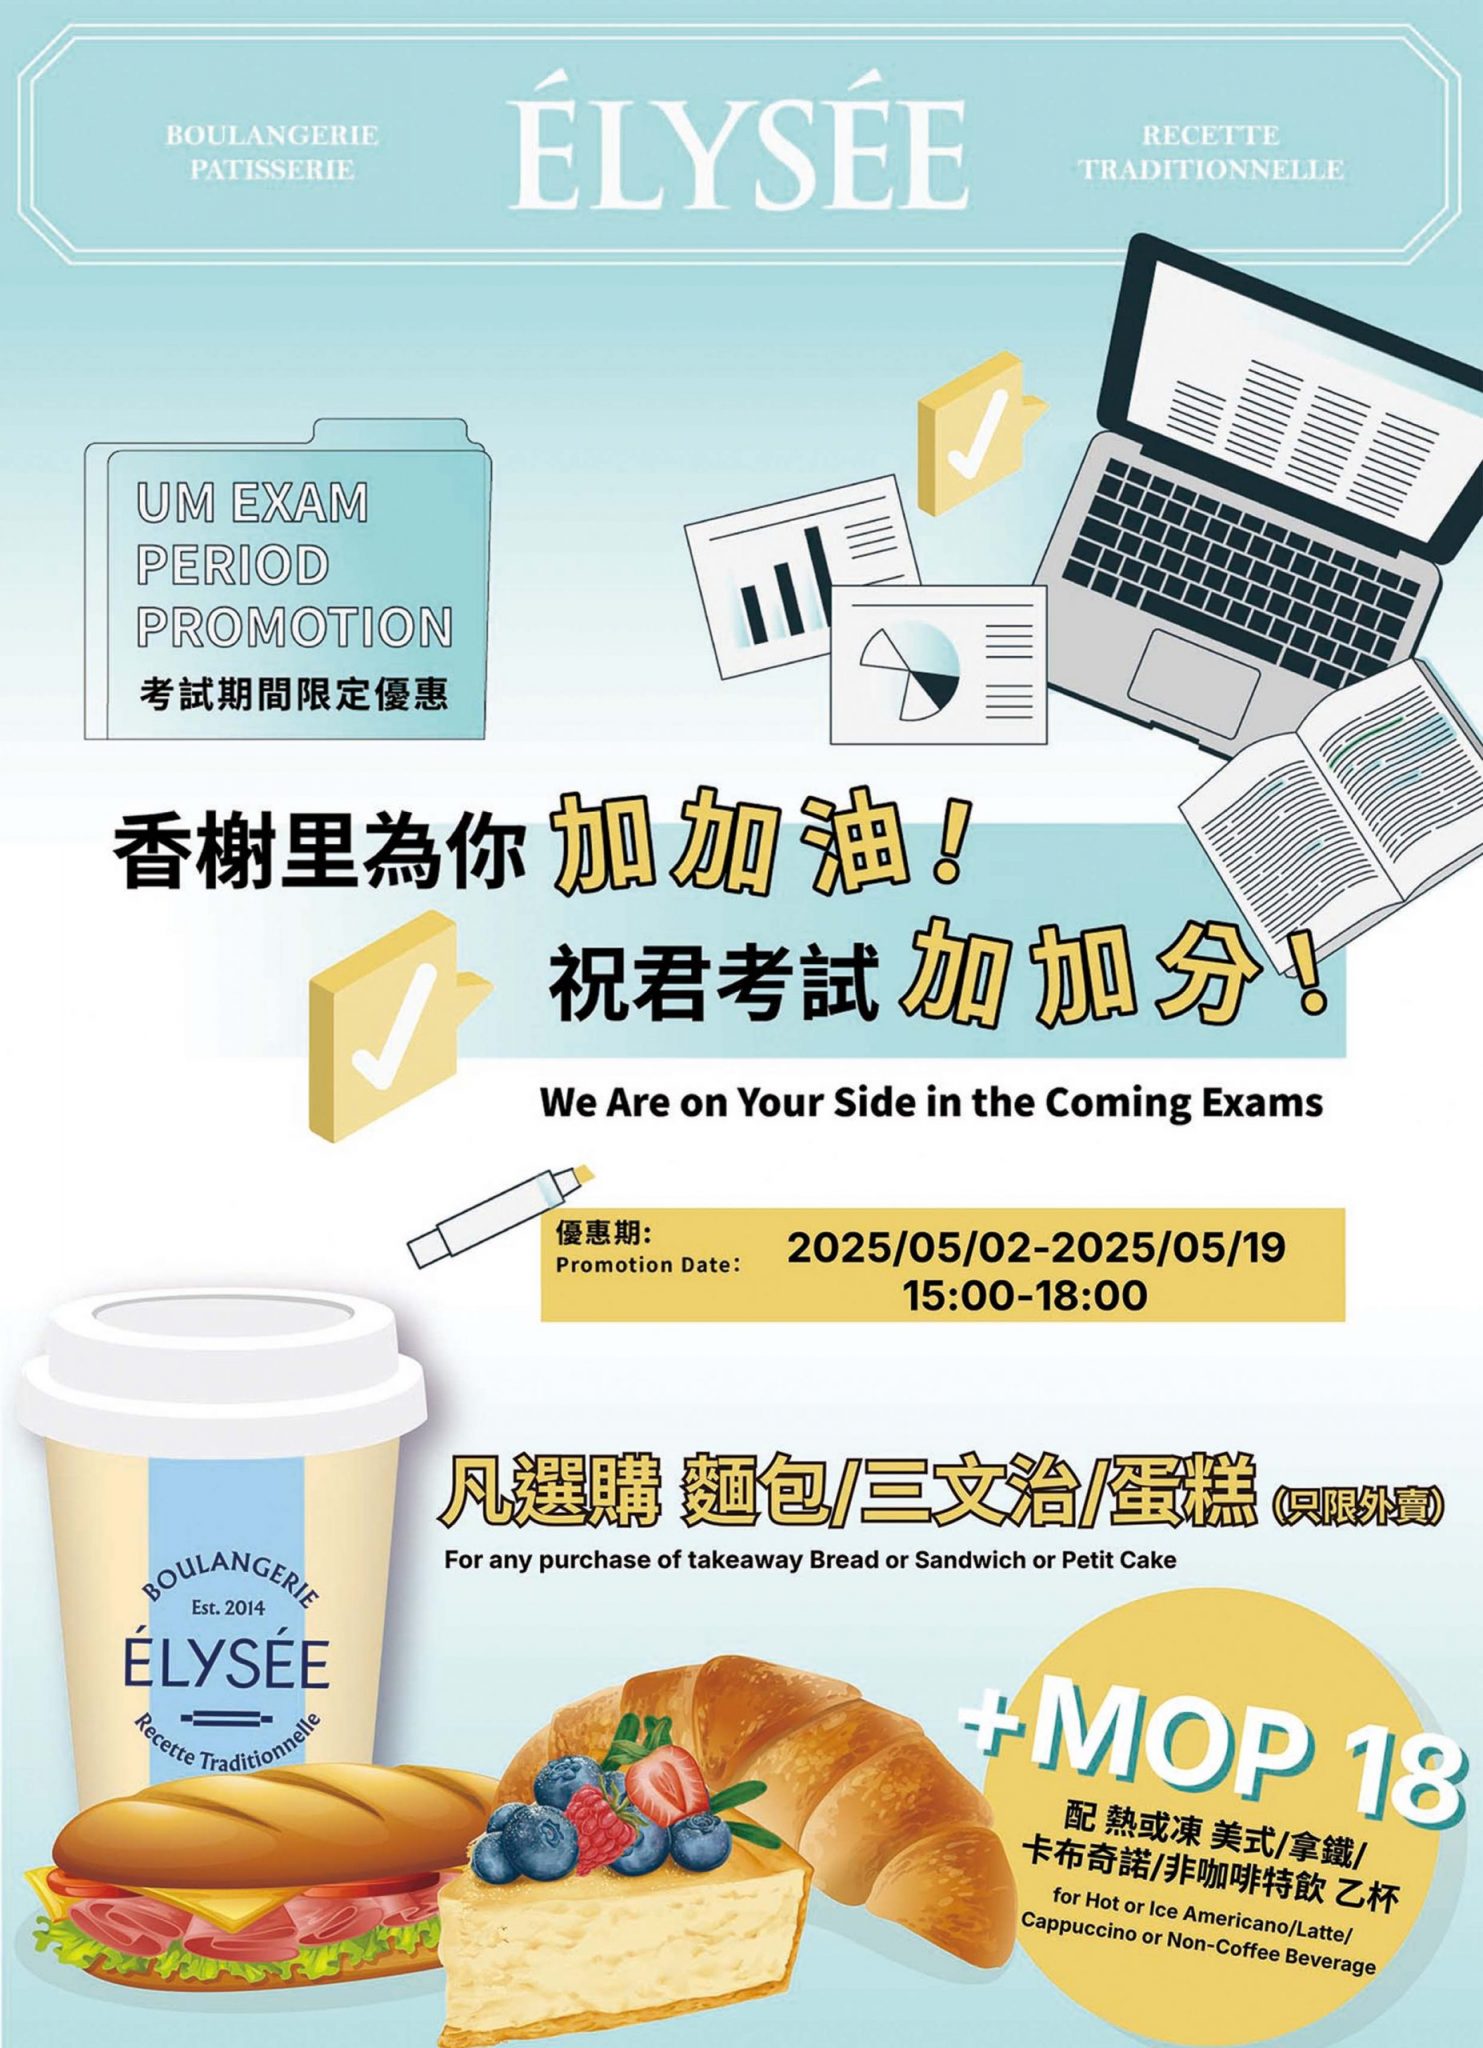 BOULANGERIE
PATISSERIE
ÉLYSÉE
RECETTE
TRADITIONNELLE
UM EXAM
PERIOD
PROMOTION
考試期間限定優惠
香榭里為你 加加油！
祝君考試 加加分！
We Are on Your Side in the Coming Exams
優惠期:
Promotion Date:
2025/05/02-2025/05/19
15:00-18:00
凡選購 麵包/三文治/蛋糕 (只限外賣)
For any purchase of takeaway Bread or Sandwich or Petit Cake
BOULANGERIE
Est. 2014
ÉLYSÉE
Recette Traditionnelle
+MOP 18
配 熱或凍 美式/拿鐵/
卡布奇諾/非咖啡特飲 乙杯
for Hot or Ice Americano/Latte/
Cappuccino or Non-Coffee Beverage